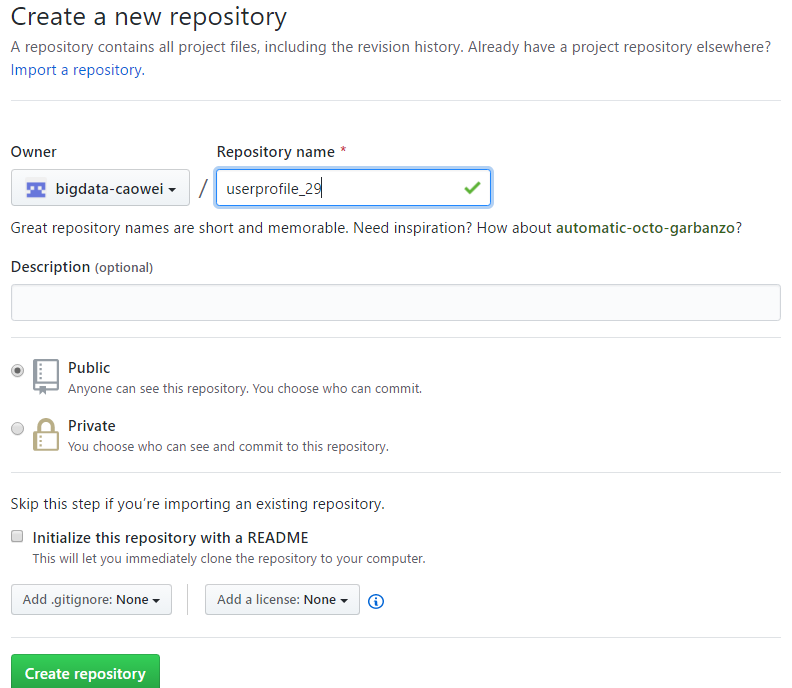 Create a new repository
A repository contains all project files, including the revision history. Already have a project repository elsewhere?
Import a repository.
Owner
Repository name *
bigdata-caowei
/
userprofile_29
Great repository names are short and memorable. Need inspiration? How about automatic-octo-garbanzo?
Description (optional)
Public
Anyone can see this repository. You choose who can commit.
Private
You choose who can see and commit to this repository.
Skip this step if you’re importing an existing repository.
Initialize this repository with a README
This will let you immediately clone the repository to your computer.
Add .gitignore: None
Add a license: None
Create repository